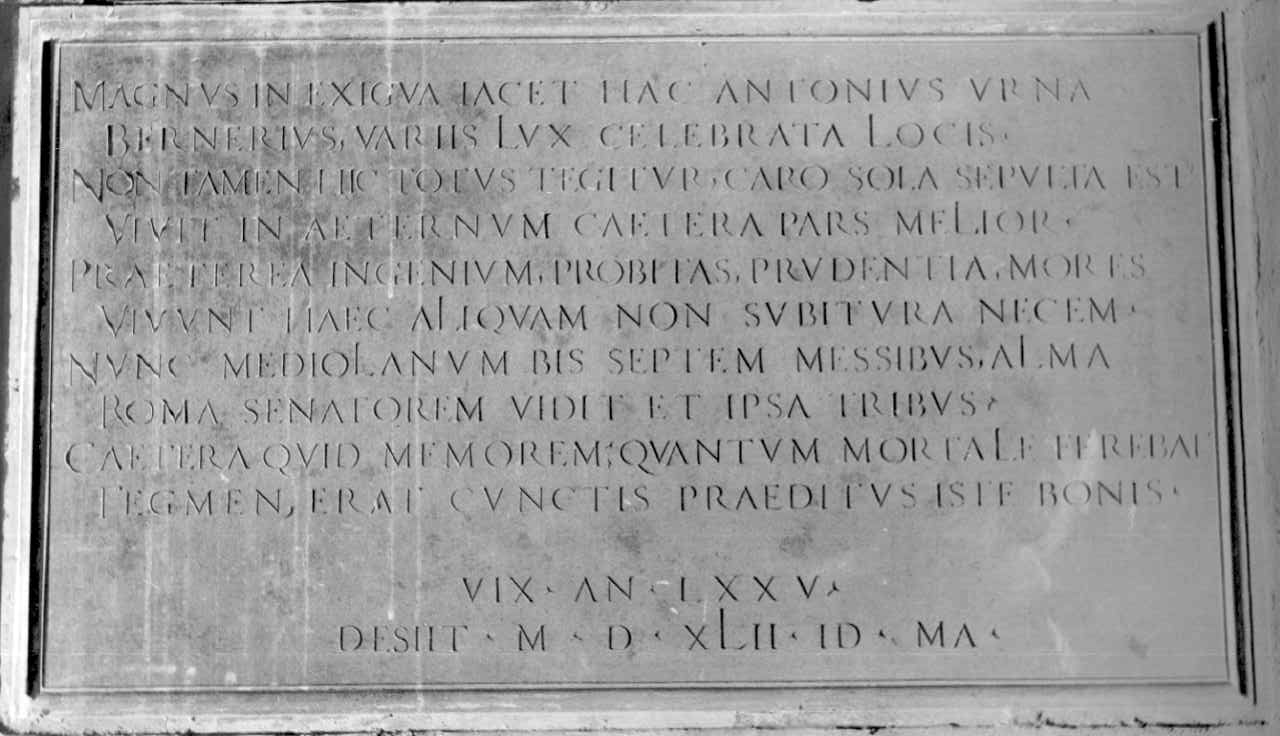 MAGNVS IN EXIGVA IACET HAC ANTONIVS VRNA
BERNERIVS, VARIIS LVX CELEBRATA LOCIS·
NON TAMEN HIC TOTVS TEGITVR, CARO SOLA SEPVLTA EST
VIVIT IN AETERNVM CAETERA PARS MELIOR·
PRAETEREA INGENIVM, PROBITAS, PRVDENTIA, MORES
VIVVNT HAEC ALIQVAM NON SVBITVRA NECEM·
NVNC MEDIOLANVM BIS SEPTEM MESSIBVS, ALMA
ROMA SENATOREM VIDIT ET IPSA TRIBVS·
CAETERA QVID MEMOREM; QVANTVM MORTALE FEREBAT
TEGMEN, ERAT CVNCTIS PRAEDITVS ISTE BONIS·
VIX· AN· LXXV·
DESIIT · M · D · XLII· ID · MA·